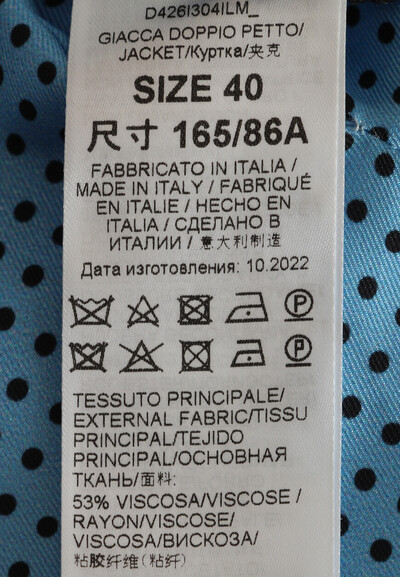 D426I304ILM_
GIACCA DOPPIO PETTO/
JACKET/Куртка/夹克
SIZE 40
尺寸 165/86A
FABBRICATO IN ITALIA /
MADE IN ITALY / FABRIQUÉ
EN ITALIE / HECHO EN
ITALIA / СДЕЛАНО В
ИТАЛИИ / 意大利制造
Дата изготовления: 10.2022
P
P
TESSUTO PRINCIPALE/
EXTERNAL FABRIC/TISSU
PRINCIPAL/TEJIDO
PRINCIPAL/ОСНОВНАЯ
ТКАНЬ/面料:
53% VISCOSA/VISCOSE /
RAYON/VISCOSE/
VISCOSA/ВИСКОЗА/
粘胶纤维(粘纤)